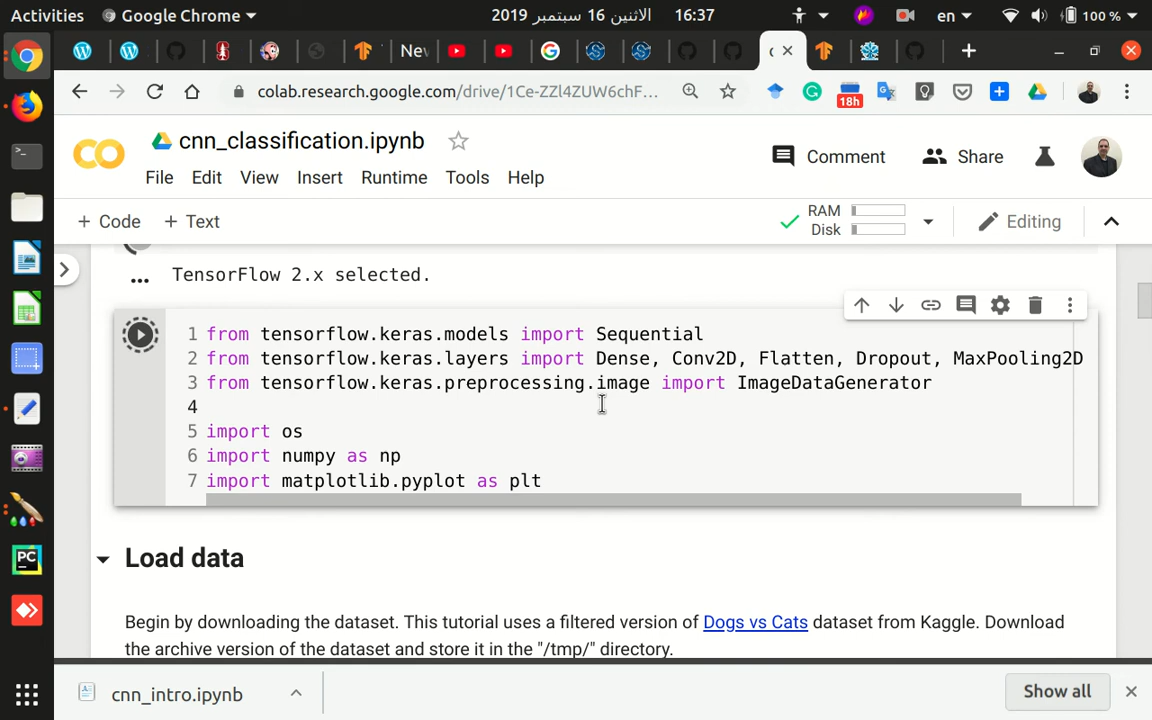 Activities Google Chrome 2019 الاثنين 16 سبتمبر 16:37 en 100 %
Nev
colab.research.google.com/drive/1Ce-ZZl4ZUW6chF... 18h
cnn_classification.ipynb
Comment Share
File Edit View Insert Runtime Tools Help
+ Code + Text RAM Disk Editing
... TensorFlow 2.x selected.
1 from tensorflow.keras.models import Sequential
2 from tensorflow.keras.layers import Dense, Conv2D, Flatten, Dropout, MaxPooling2D
3 from tensorflow.keras.preprocessing.image import ImageDataGenerator
4
5 import os
6 import numpy as np
7 import matplotlib.pyplot as plt
Load data
Begin by downloading the dataset. This tutorial uses a filtered version of Dogs vs Cats dataset from Kaggle. Download
the archive version of the dataset and store it in the "/tmp/" directory.
cnn_intro.ipynb Show all